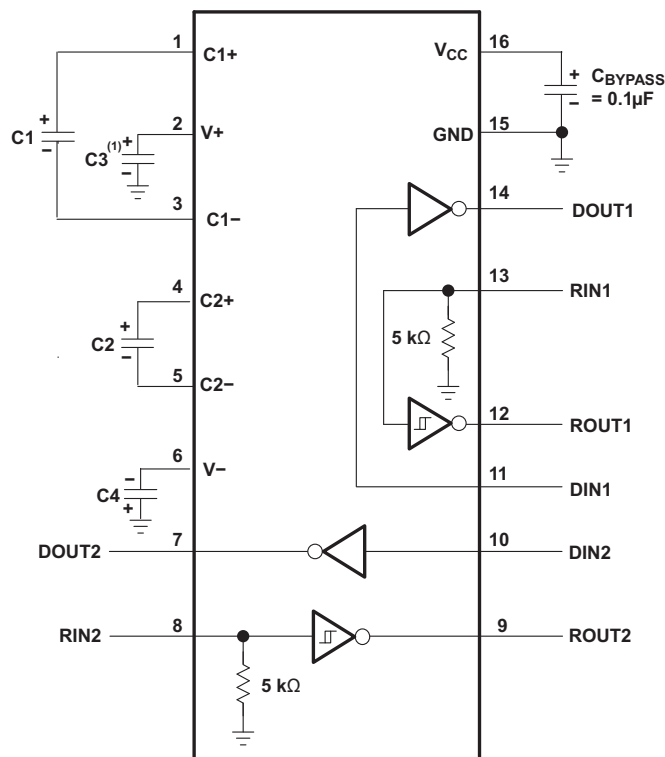 1
C1+
VCC
16
+
C1
−
+
CBYPASS
−
= 0.1µF
2
V+
C3(1)
+
−
GND
15
3
C1−
14
DOUT1
4
C2+
13
RIN1
+
C2
−
5 kΩ
5
C2−
12
ROUT1
6
V−
−
C4
+
11
DIN1
DOUT2
7
10
DIN2
RIN2
8
9
ROUT2
5 kΩ